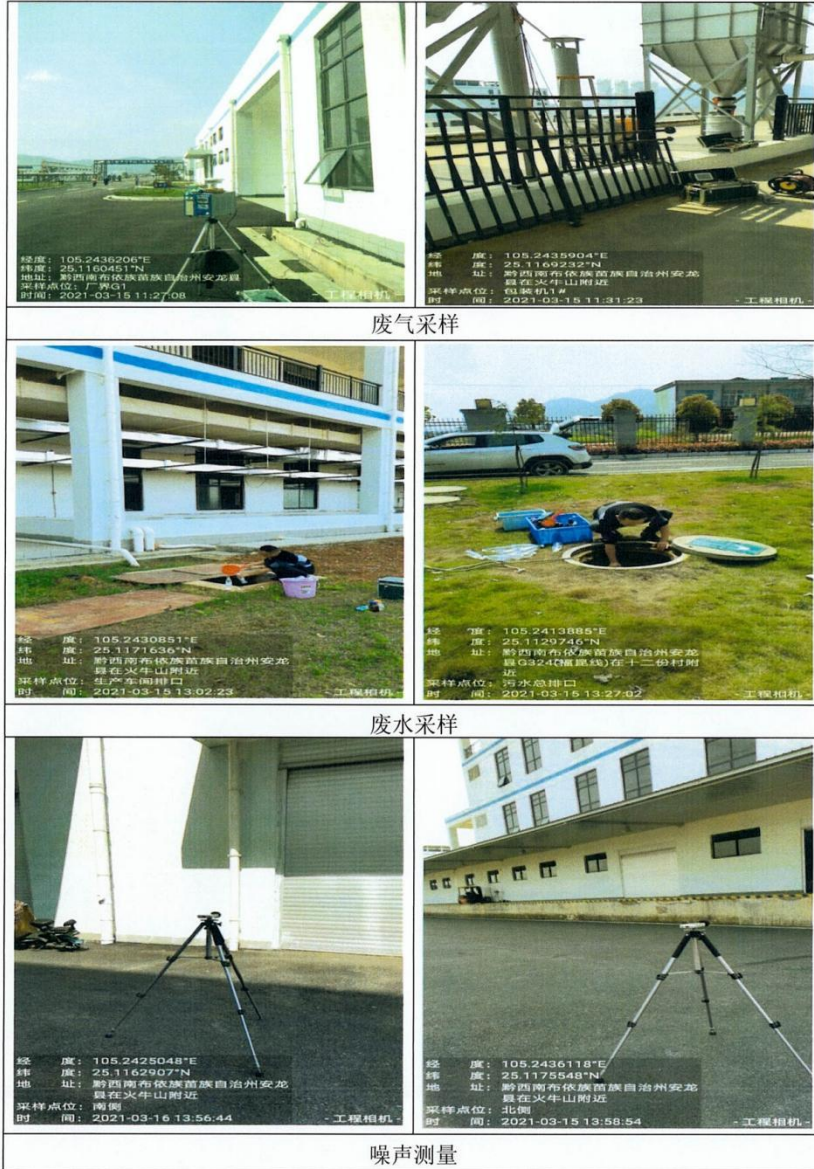 经度：105.2436206°E
纬度：25.1160451°N
地址：黔西南布依族苗族自治州安龙县
采样点位：厂界G1
时间：2021-03-15 11:27:08
- 工程相机 -
经度：105.2435904°E
纬度：25.1169232°N
地址：黔西南布依族苗族自治州安龙
县在火牛山附近
采样点位：包装机1#
时间：2021-03-15 11:31:23
- 工程相机 -
废气采样
经度：105.2430851°E
纬度：25.1171636°N
地址：黔西南布依族苗族自治州安龙
县在火牛山附近
采样点位：生产车间排口
时间：2021-03-15 13:02:23
- 工程相机 -
经度：105.2413885°E
纬度：25.1129746°N
地址：黔西南布依族苗族自治州安龙
县G324(福昆线)在十二份村附
近
采样点位：污水总排口
时间：2021-03-15 13:27:02
- 工程相机 -
废水采样
经度：105.2425048°E
纬度：25.1162907°N
地址：黔西南布依族苗族自治州安龙
县在火牛山附近
采样点位：南侧
时间：2021-03-16 13:56:44
- 工程相机 -
经度：105.2436118°E
纬度：25.1175548°N
地址：黔西南布依族苗族自治州安龙
县在火牛山附近
采样点位：北侧
时间：2021-03-15 13:58:54
- 工程相机 -
噪声测量